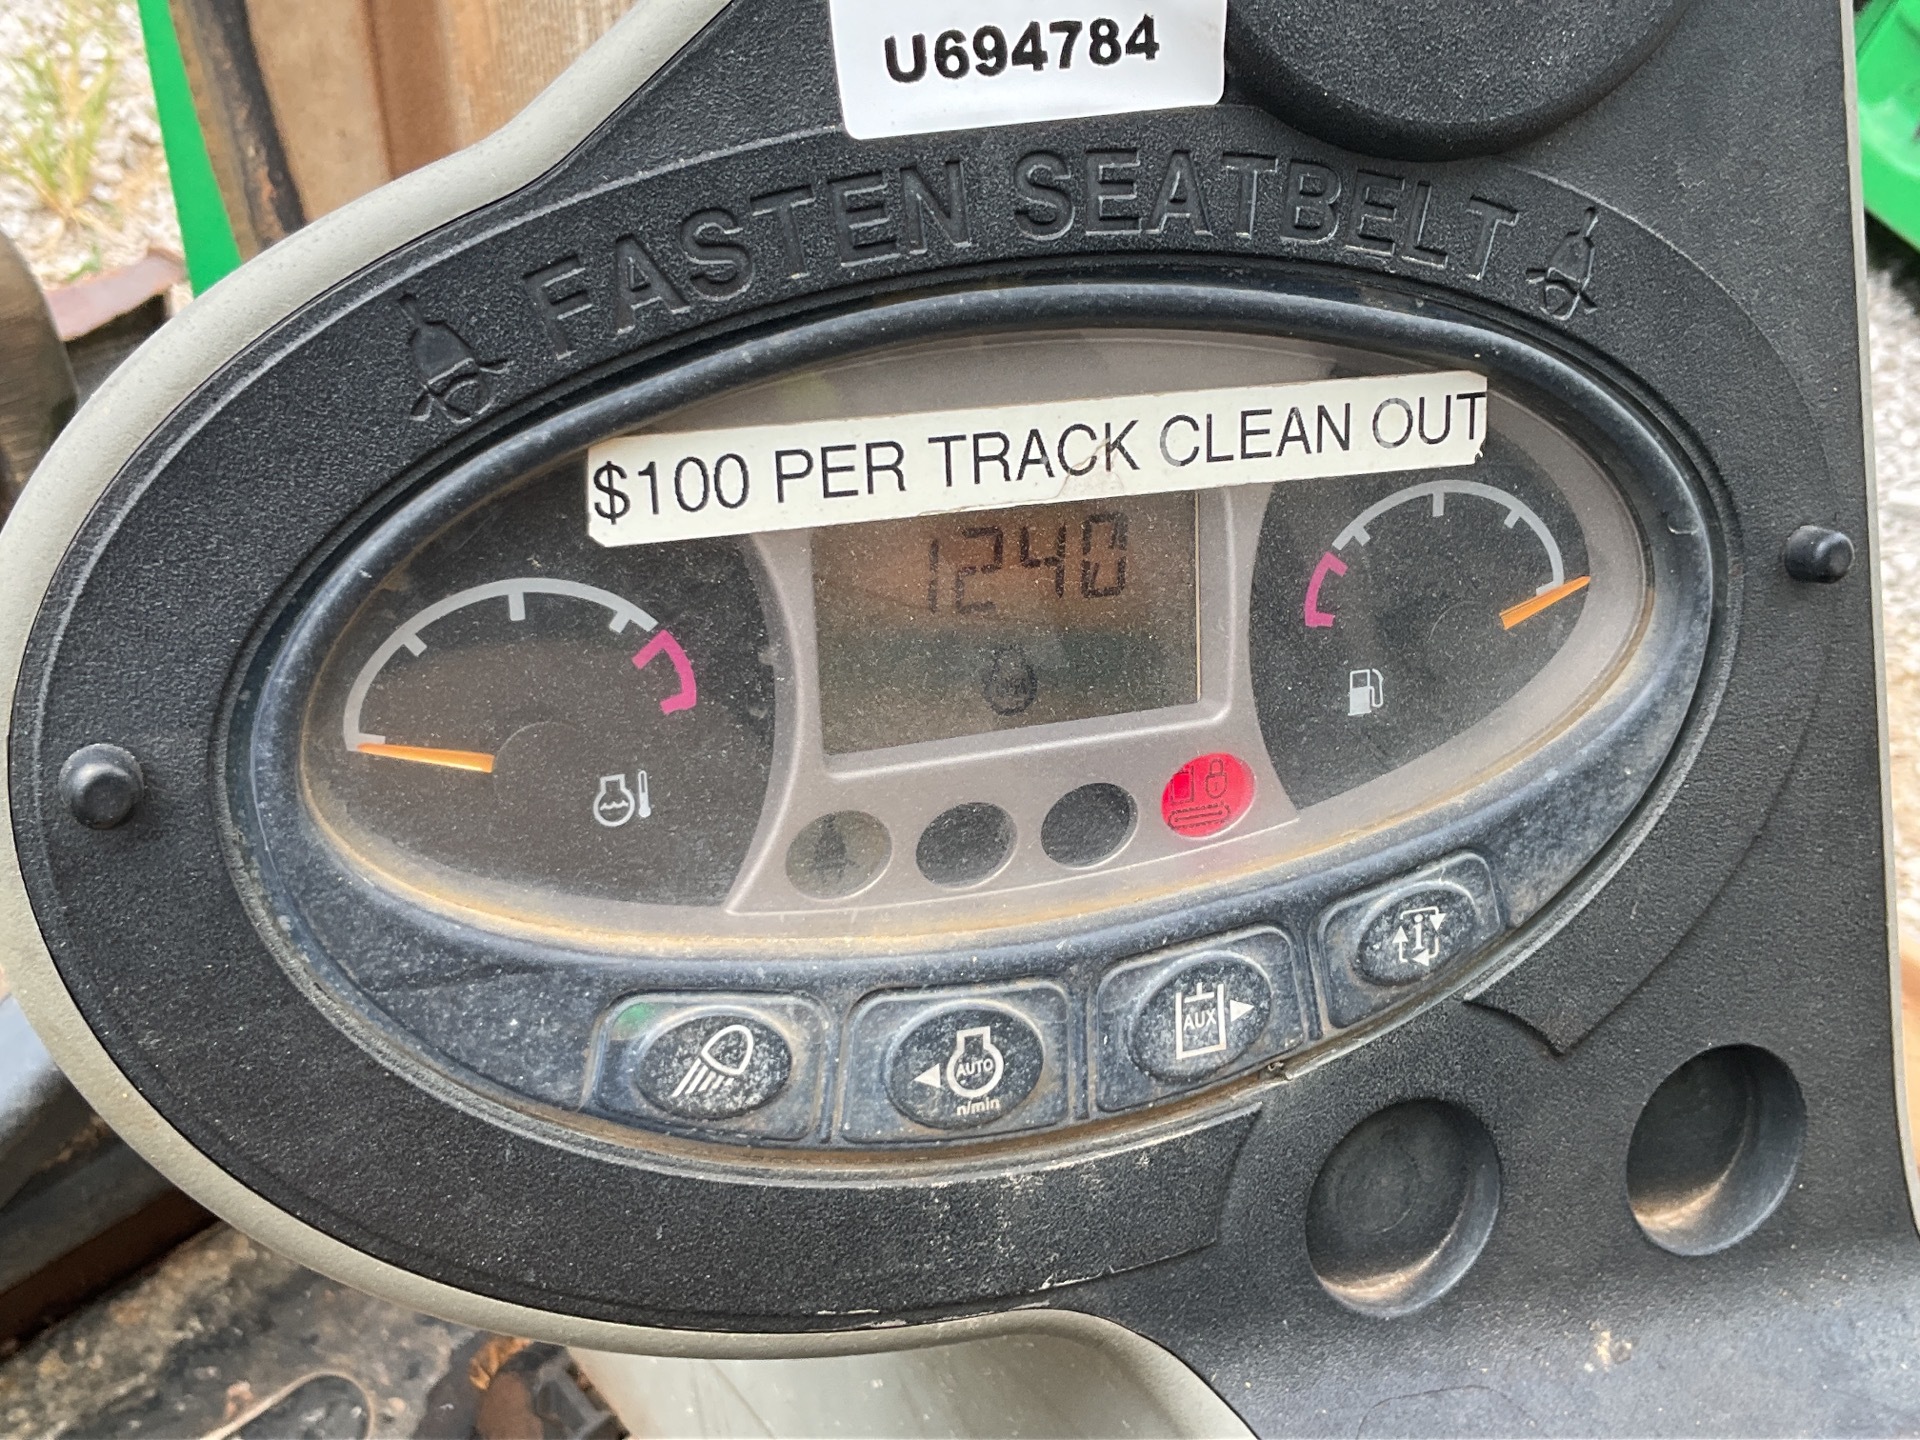 U694784
FASTEN SEATBELT
$100 PER TRACK CLEAN OUT
1240
AUTO
n/min
AUX
i